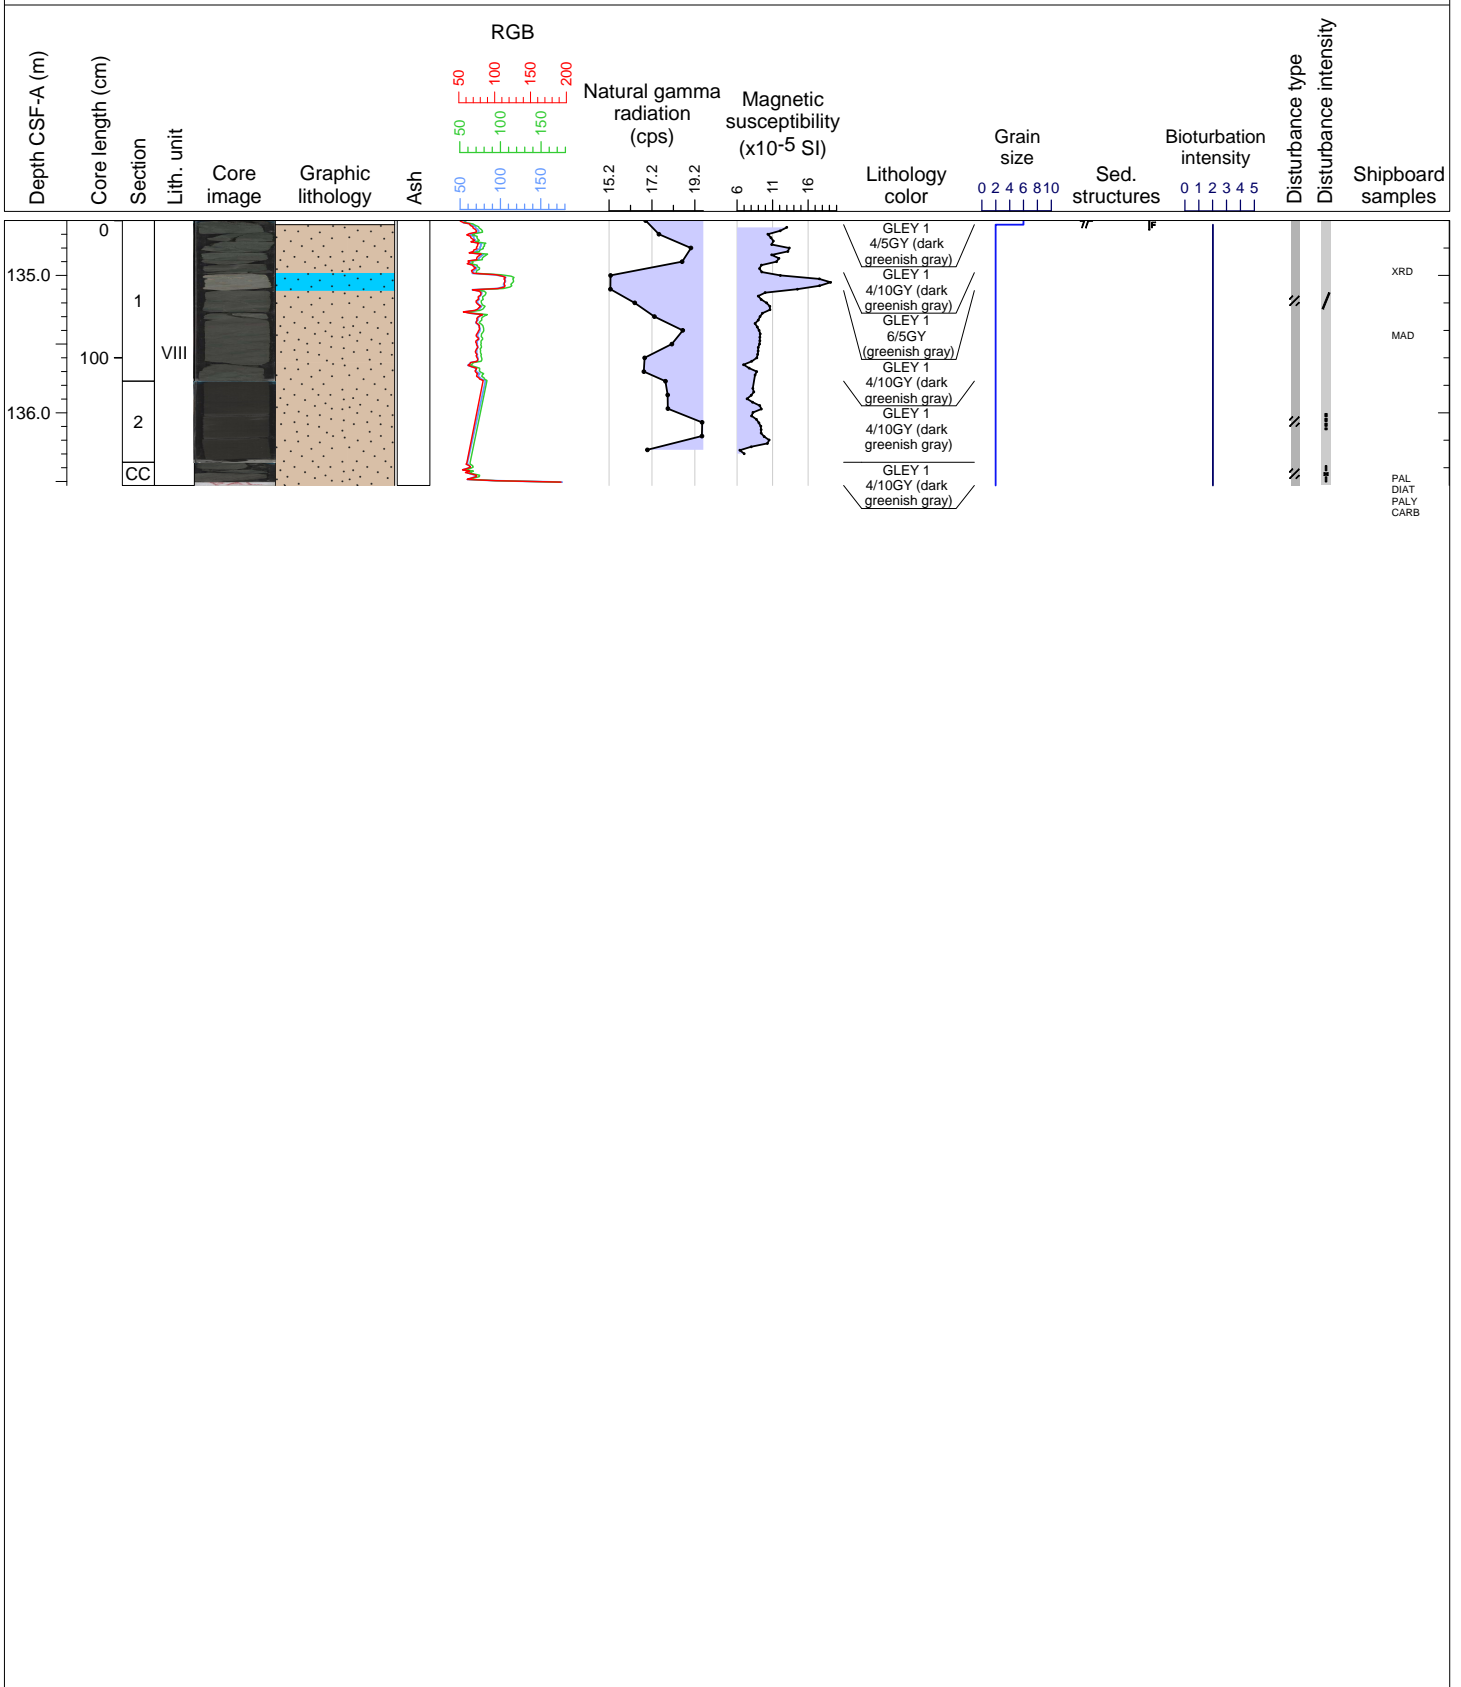 Depth CSF-A (m)
Core length (cm)
Section
Lith. unit
Core
image
Graphic
lithology
Ash
RGB
50 100 150 200
50 100 150
50 100 150
Natural gamma
radiation
(cps)
15.2 17.2 19.2
Magnetic
susceptibility
(x10-5 SI)
6 11 16
Lithology
color
Grain
size
0 2 4 6 8 10
Sed.
structures
Bioturbation
intensity
0 1 2 3 4 5
Disturbance type
Disturbance intensity
Shipboard
samples
135.0
136.0
0
100
1
2
CC
VIII
GLEY 1
4/5GY (dark
greenish gray)
GLEY 1
4/10GY (dark
greenish gray)
GLEY 1
6/5GY
(greenish gray)
GLEY 1
4/10GY (dark
greenish gray)
GLEY 1
4/10GY (dark
greenish gray)
GLEY 1
4/10GY (dark
greenish gray)
XRD
MAD
PAL
DIAT
PALY
CARB